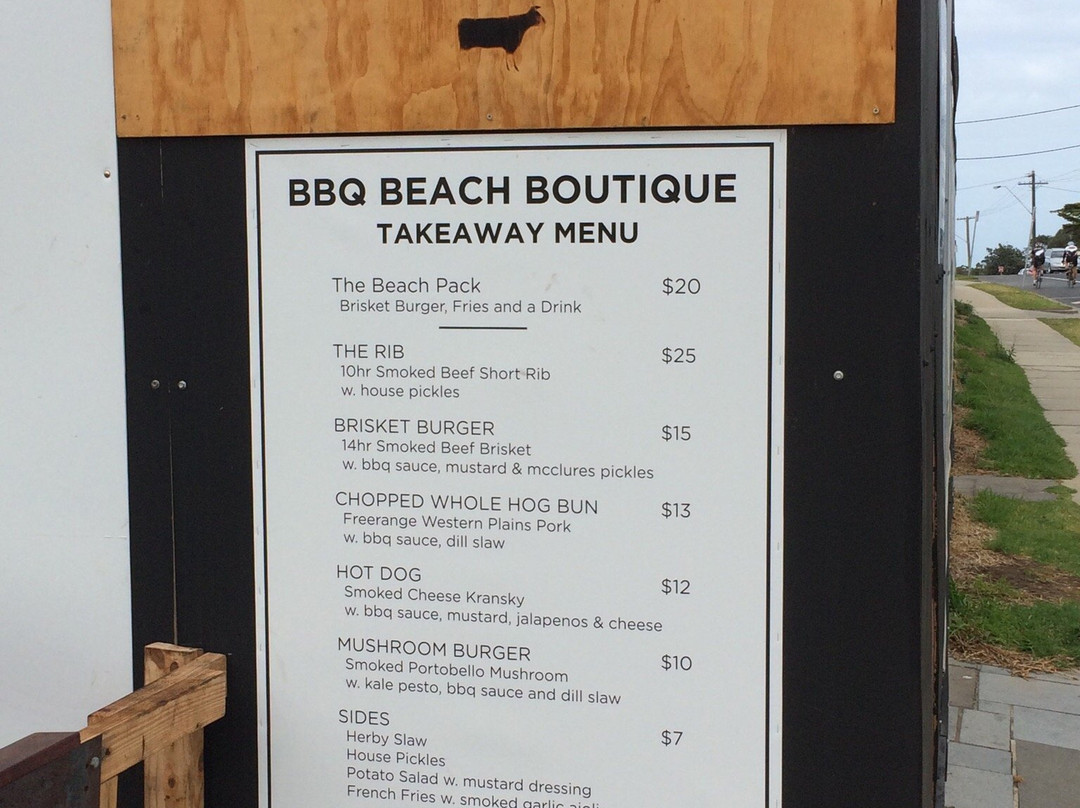 BBQ BEACH BOUTIQUE
TAKEAWAY MENU
The Beach Pack $20
Brisket Burger, Fries and a Drink
THE RIB $25
10hr Smoked Beef Short Rib
w. house pickles
BRISKET BURGER $15
14hr Smoked Beef Brisket
w. bbq sauce, mustard & mcclures pickles
CHOPPED WHOLE HOG BUN $13
Freerange Western Plains Pork
w. bbq sauce, dill slaw
HOT DOG $12
Smoked Cheese Kransky
w. bbq sauce, mustard, jalapenos & cheese
MUSHROOM BURGER $10
Smoked Portobello Mushroom
w. kale pesto, bbq sauce and dill slaw
SIDES $7
Herby Slaw
House Pickles
Potato Salad w. mustard dressing
French Fries w. smoked garlic aioli